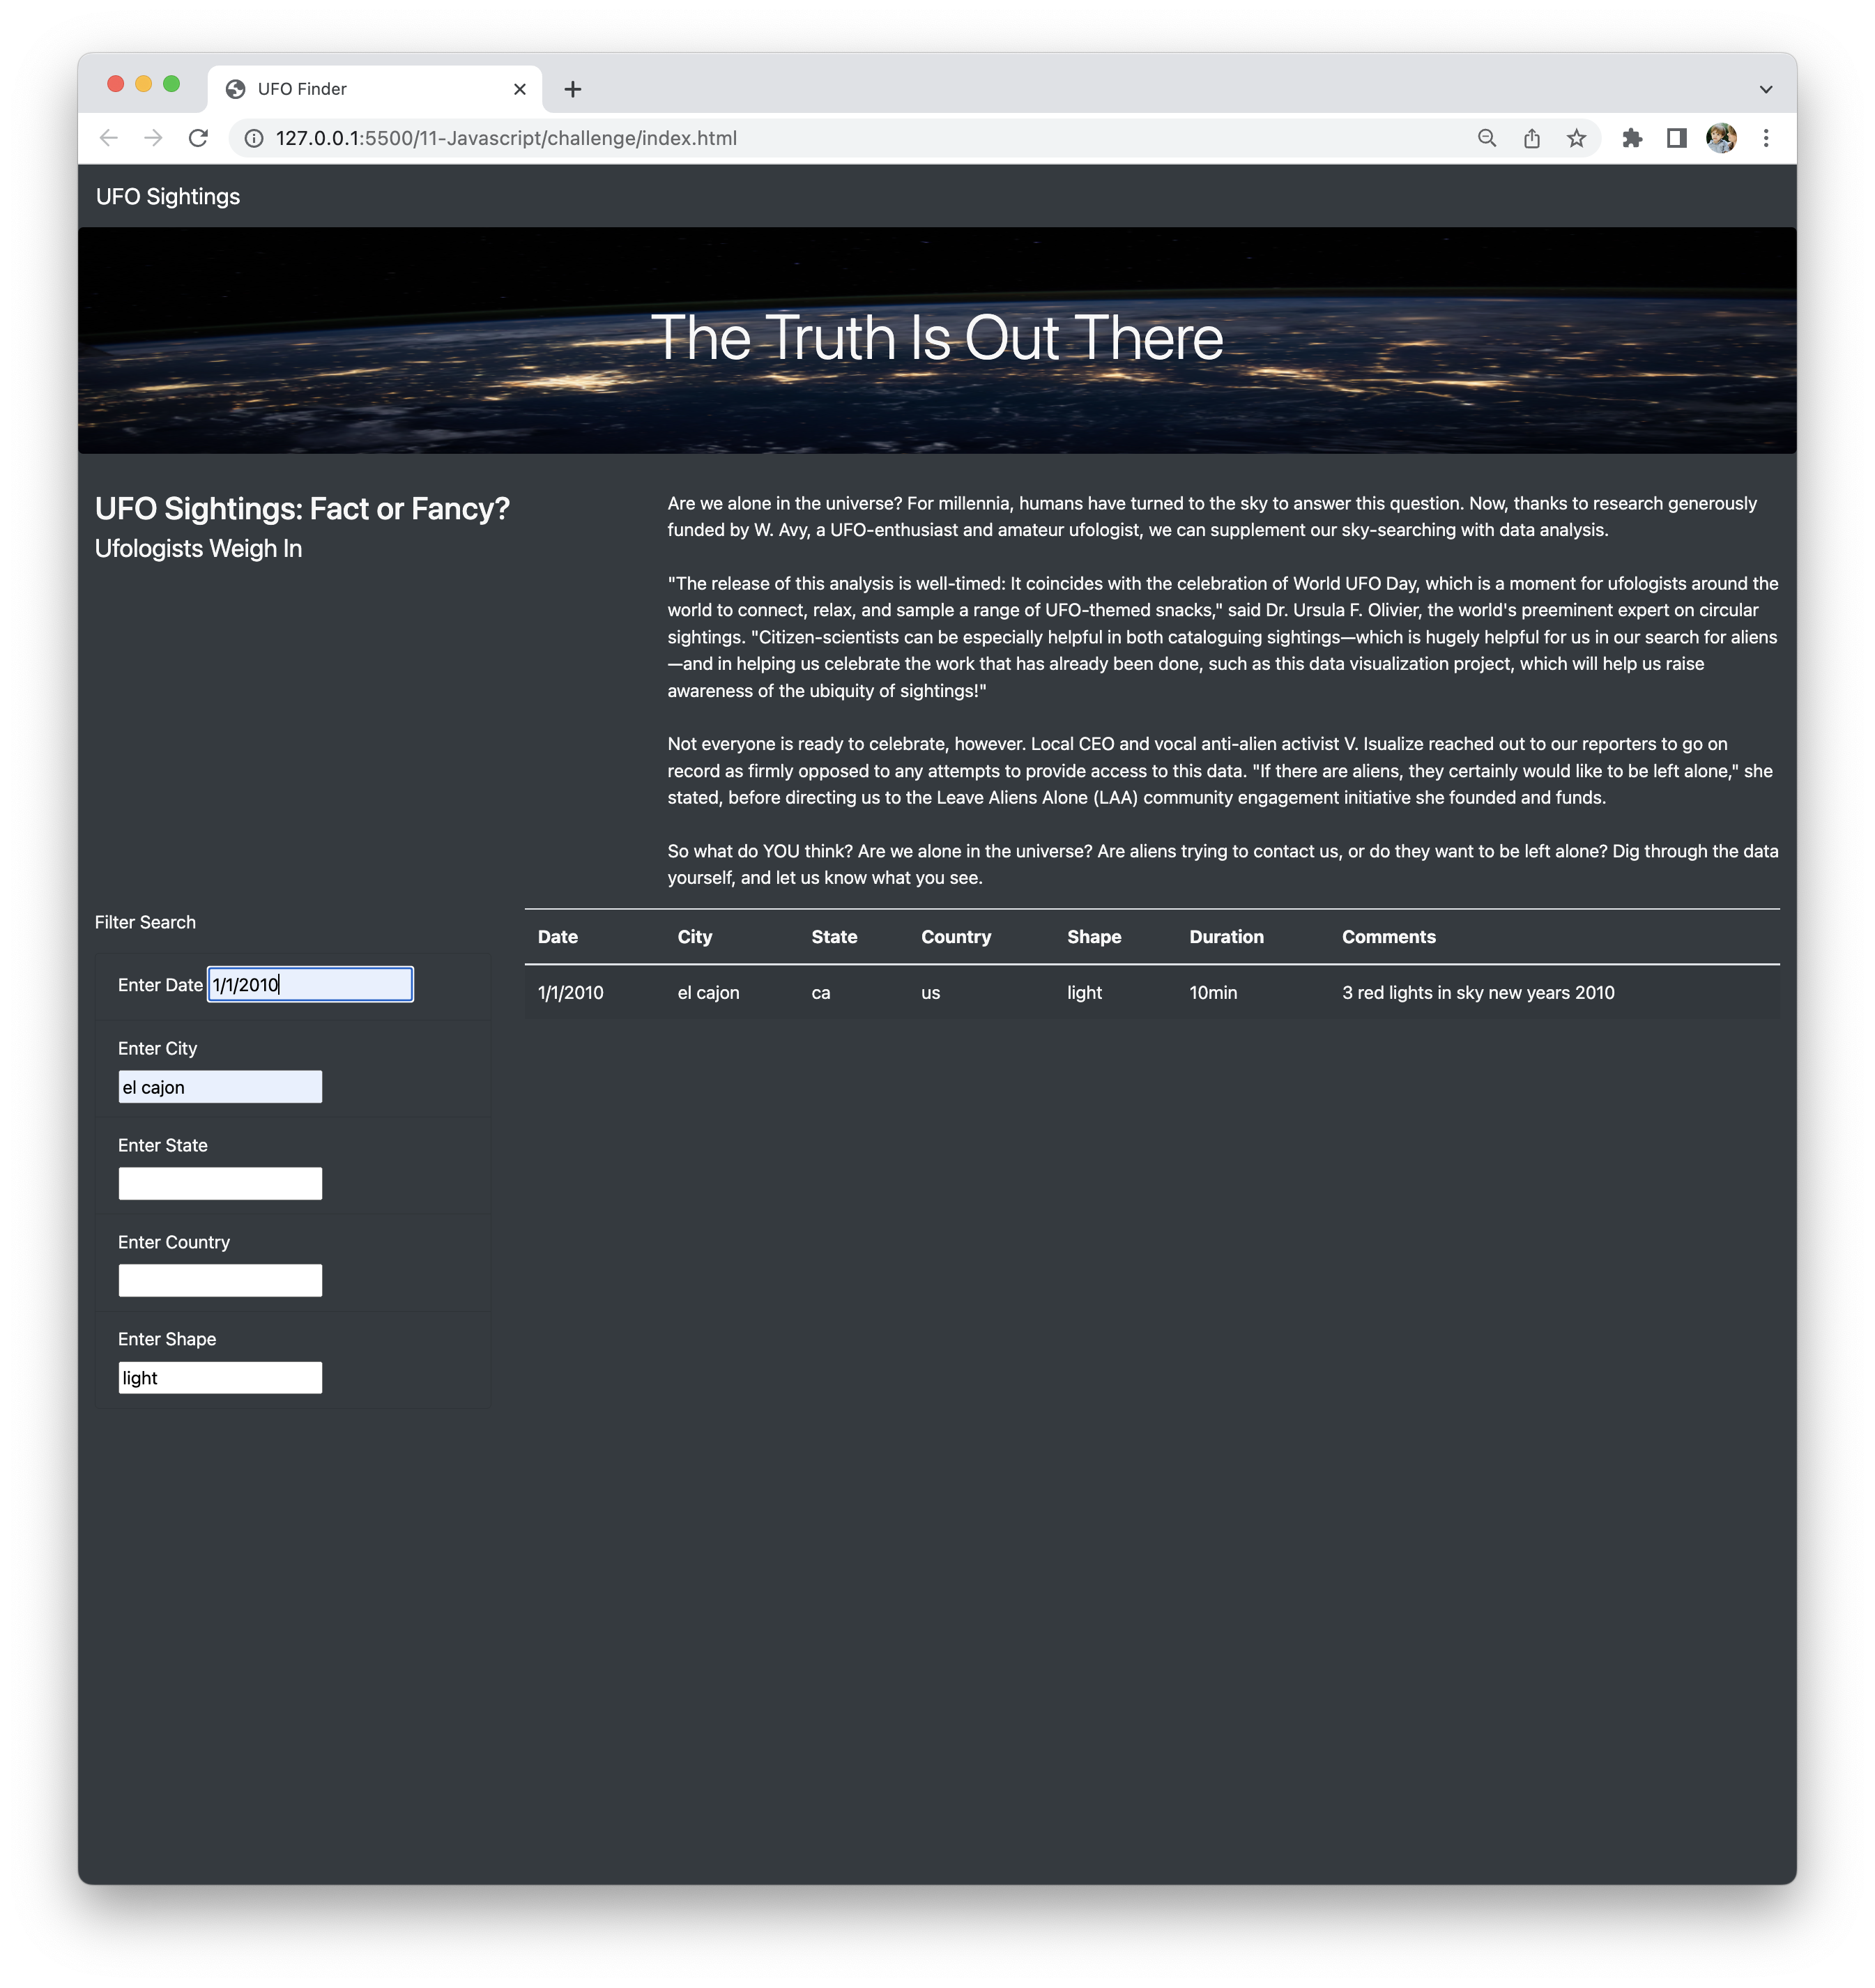 UFO Finder
127.0.0.1:5500/11-Javascript/challenge/index.html
UFO Sightings
The Truth Is Out There
UFO Sightings: Fact or Fancy?
Ufologists Weigh In
Are we alone in the universe? For millennia, humans have turned to the sky to answer this question. Now, thanks to research generously
funded by W. Avy, a UFO-enthusiast and amateur ufologist, we can supplement our sky-searching with data analysis.
"The release of this analysis is well-timed: It coincides with the celebration of World UFO Day, which is a moment for ufologists around the
world to connect, relax, and sample a range of UFO-themed snacks," said Dr. Ursula F. Olivier, the world's preeminent expert on circular
sightings. "Citizen-scientists can be especially helpful in both cataloguing sightings—which is hugely helpful for us in our search for aliens
—and in helping us celebrate the work that has already been done, such as this data visualization project, which will help us raise
awareness of the ubiquity of sightings!"
Not everyone is ready to celebrate, however. Local CEO and vocal anti-alien activist V. Isualize reached out to our reporters to go on
record as firmly opposed to any attempts to provide access to this data. "If there are aliens, they certainly would like to be left alone," she
stated, before directing us to the Leave Aliens Alone (LAA) community engagement initiative she founded and funds.
So what do YOU think? Are we alone in the universe? Are aliens trying to contact us, or do they want to be left alone? Dig through the data
yourself, and let us know what you see.
Filter Search
Enter Date 1/1/2010
Enter City
el cajon
Enter State
Enter Country
Enter Shape
light
Date City State Country Shape Duration Comments
1/1/2010 el cajon ca us light 10min 3 red lights in sky new years 2010